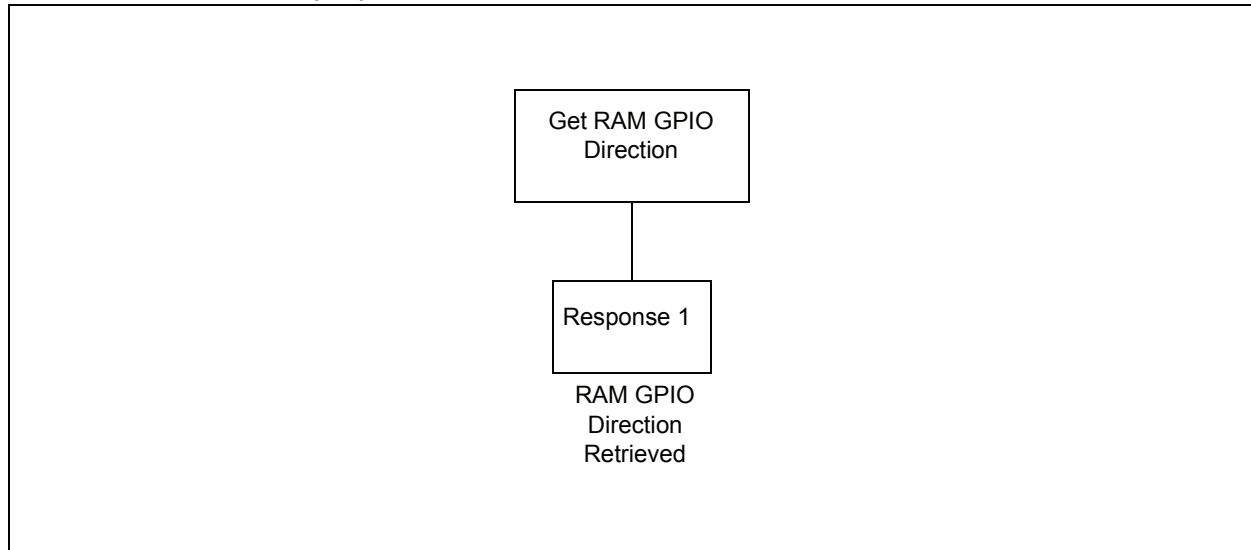 Get RAM GPIO
Direction
Response 1
RAM GPIO
Direction
Retrieved